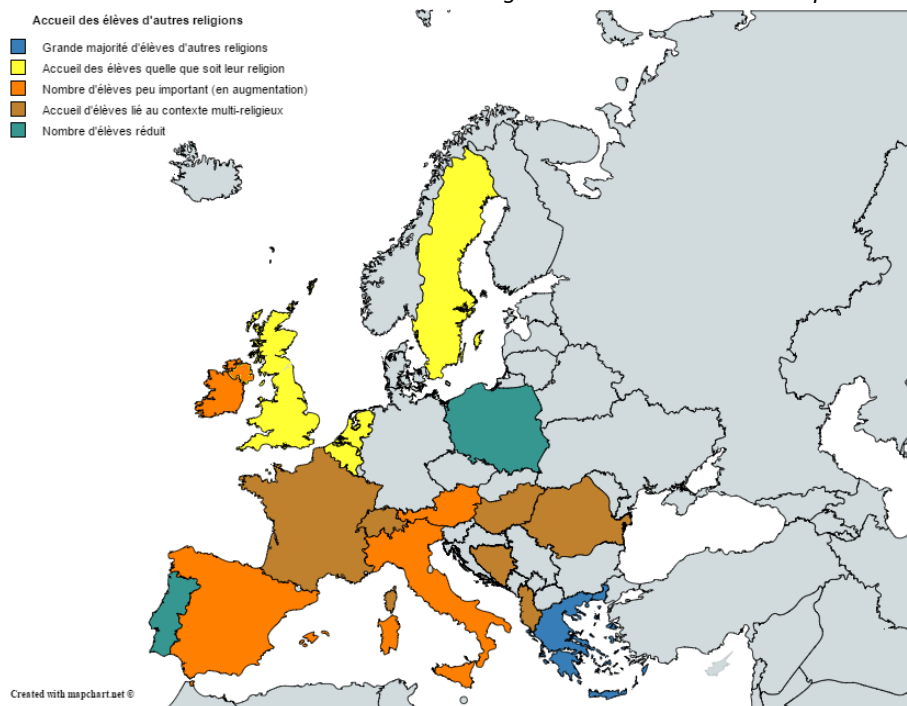 Accueil des élèves d'autres religions
Grande majorité d'élèves d'autres religions
Accueil des élèves quelle que soit leur religion
Nombre d'élèves peu important (en augmentation)
Accueil d'élèves lié au contexte multi-religieux
Nombre d'élèves réduit
Created with mapchart.net ©